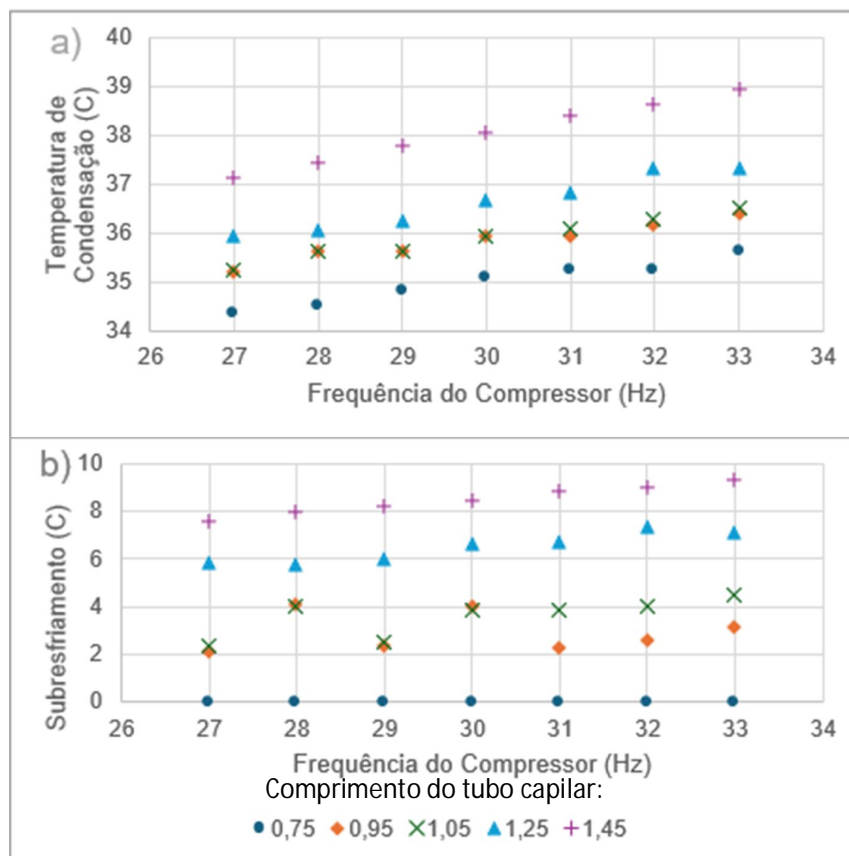 a)
40
39
38
37
36
35
34
Temperatura de
Condensação (C)
26 27 28 29 30 31 32 33 34
Frequência do Compressor (Hz)
b)
10
8
6
4
2
0
Subresfriamento (C)
26 27 28 29 30 31 32 33 34
Frequência do Compressor (Hz)
Comprimento do tubo capilar:
0,75 0,95 1,05 1,25 1,45